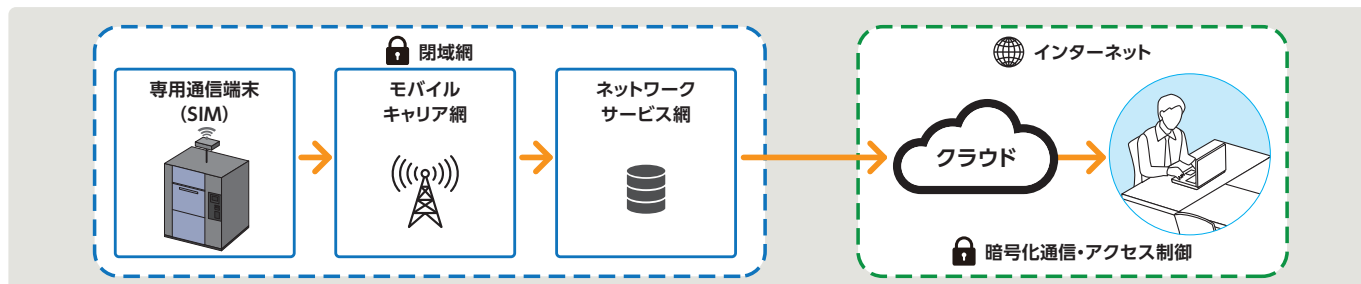 閉域網
専用通信端末
(SIM)
モバイル
キャリア網
ネットワーク
サービス網
インターネット
クラウド
暗号化通信・アクセス制御